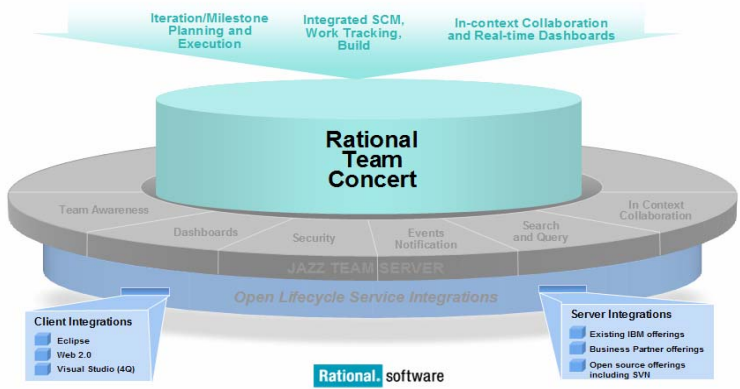 Iteration/Milestone
Planning and
Execution
Integrated SCM,
Work Tracking,
Build
In-context Collaboration
and Real-time Dashboards
Rational
Team
Concert
Team Awareness
Dashboards
Security
Events
Notification
Search
and Query
In Context
Collaboration
JAZZ TEAM SERVER
Open Lifecycle Service Integrations
Client Integrations
Eclipse
Web 2.0
Visual Studio (4Q)
Server Integrations
Existing IBM offerings
Business Partner offerings
Open source offerings
including SVN
Rational. software